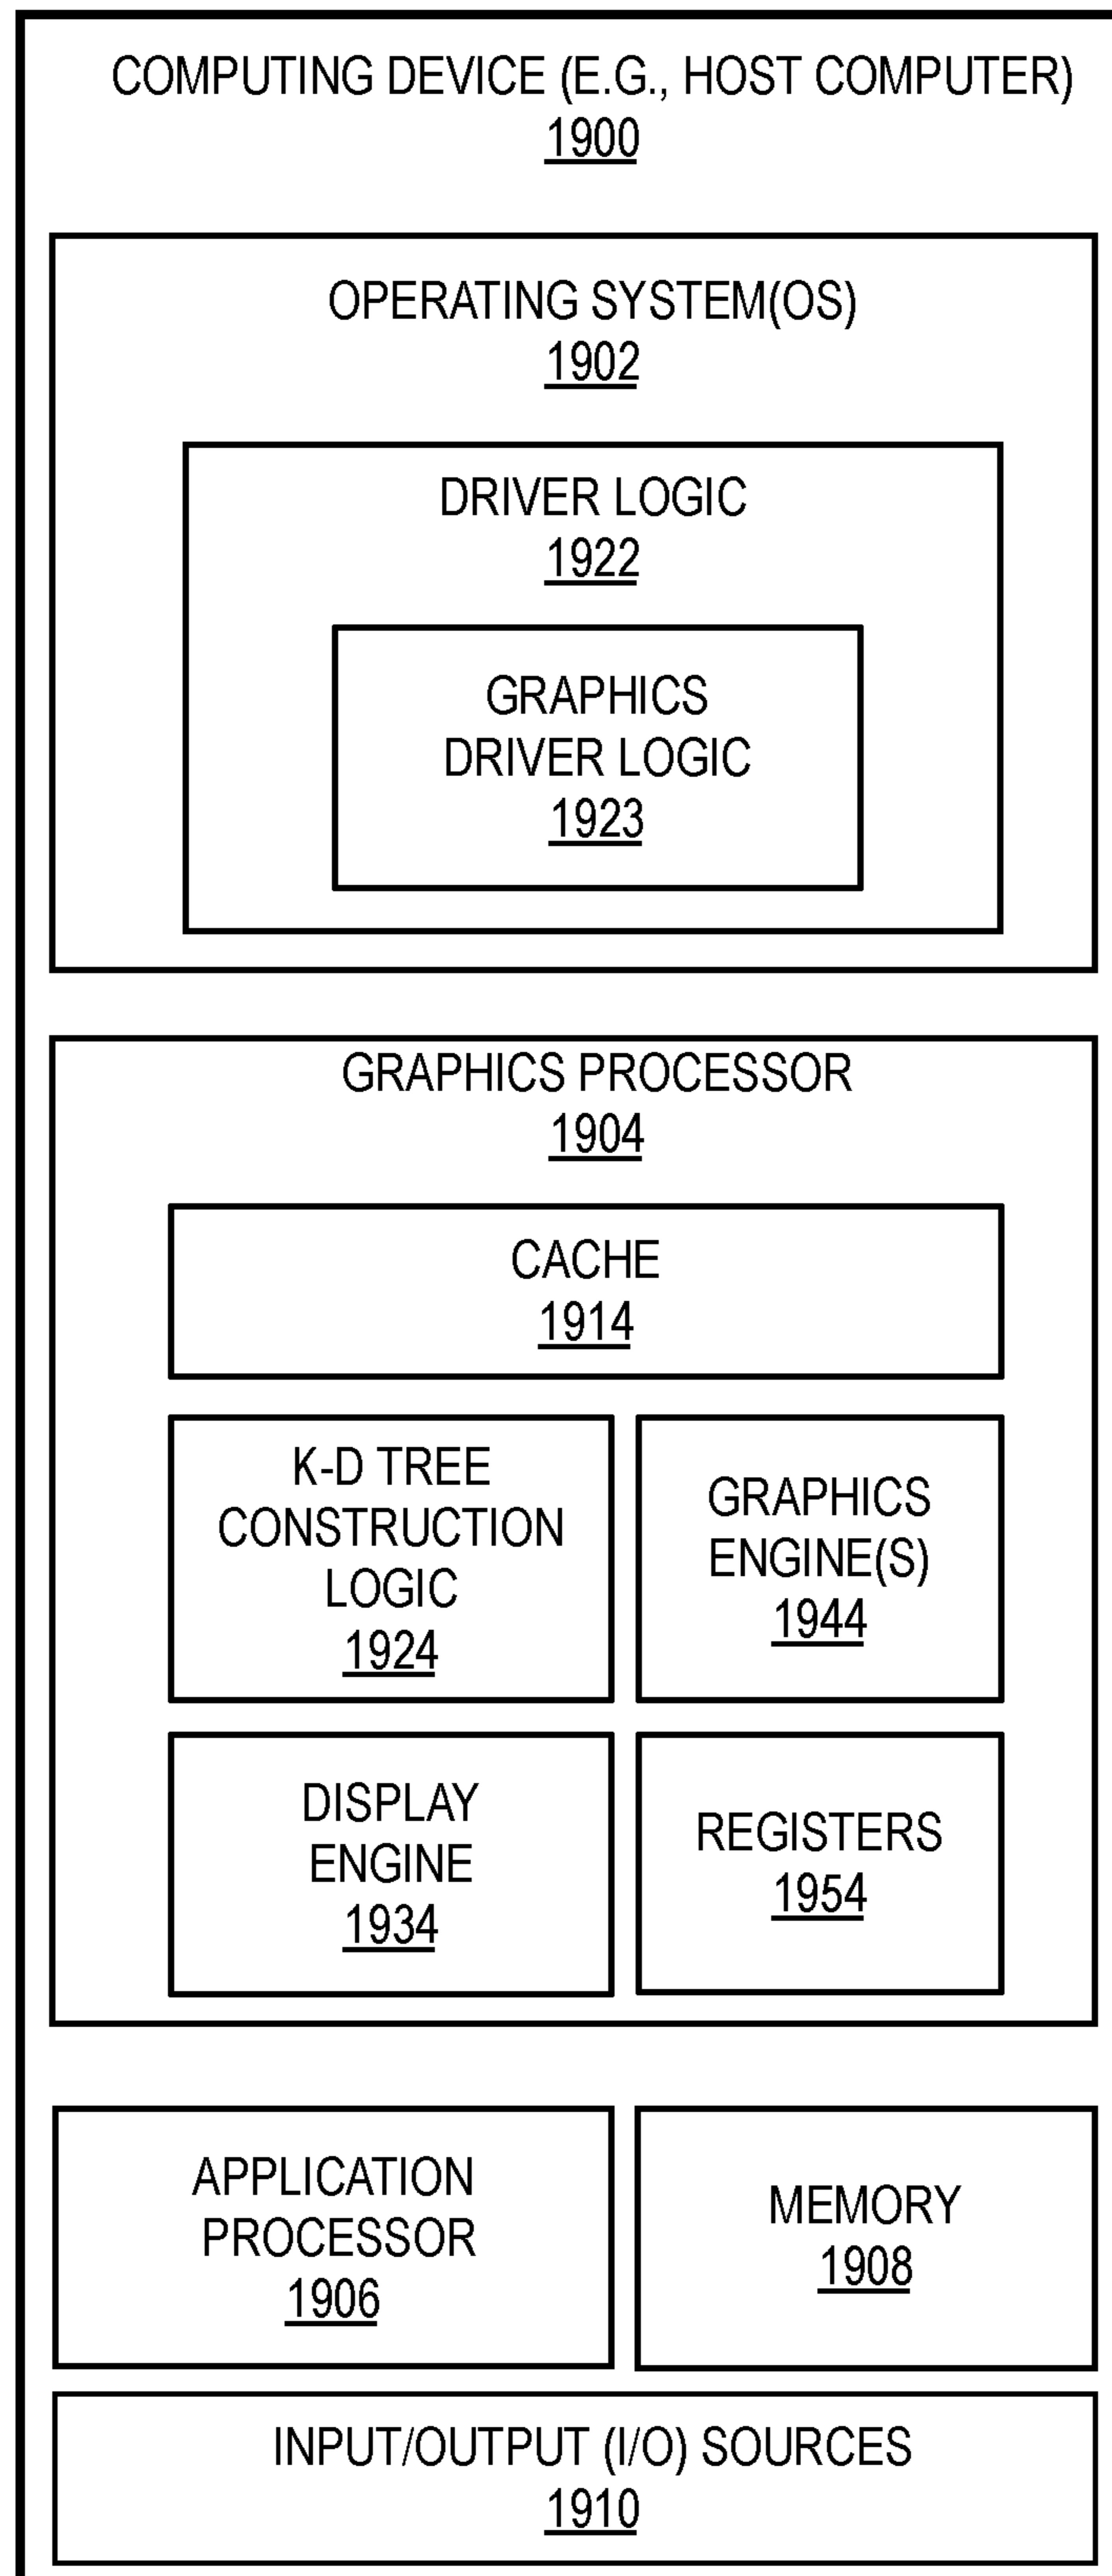 COMPUTING DEVICE (E.G., HOST COMPUTER)
1900
OPERATING SYSTEM(OS)
1902
DRIVER LOGIC
1922
GRAPHICS
DRIVER LOGIC
1923
GRAPHICS PROCESSOR
1904
CACHE
1914
K-D TREE
CONSTRUCTION
LOGIC
1924
GRAPHICS
ENGINE(S)
1944
DISPLAY
ENGINE
1934
REGISTERS
1954
APPLICATION
PROCESSOR
1906
MEMORY
1908
INPUT/OUTPUT (I/O) SOURCES
1910